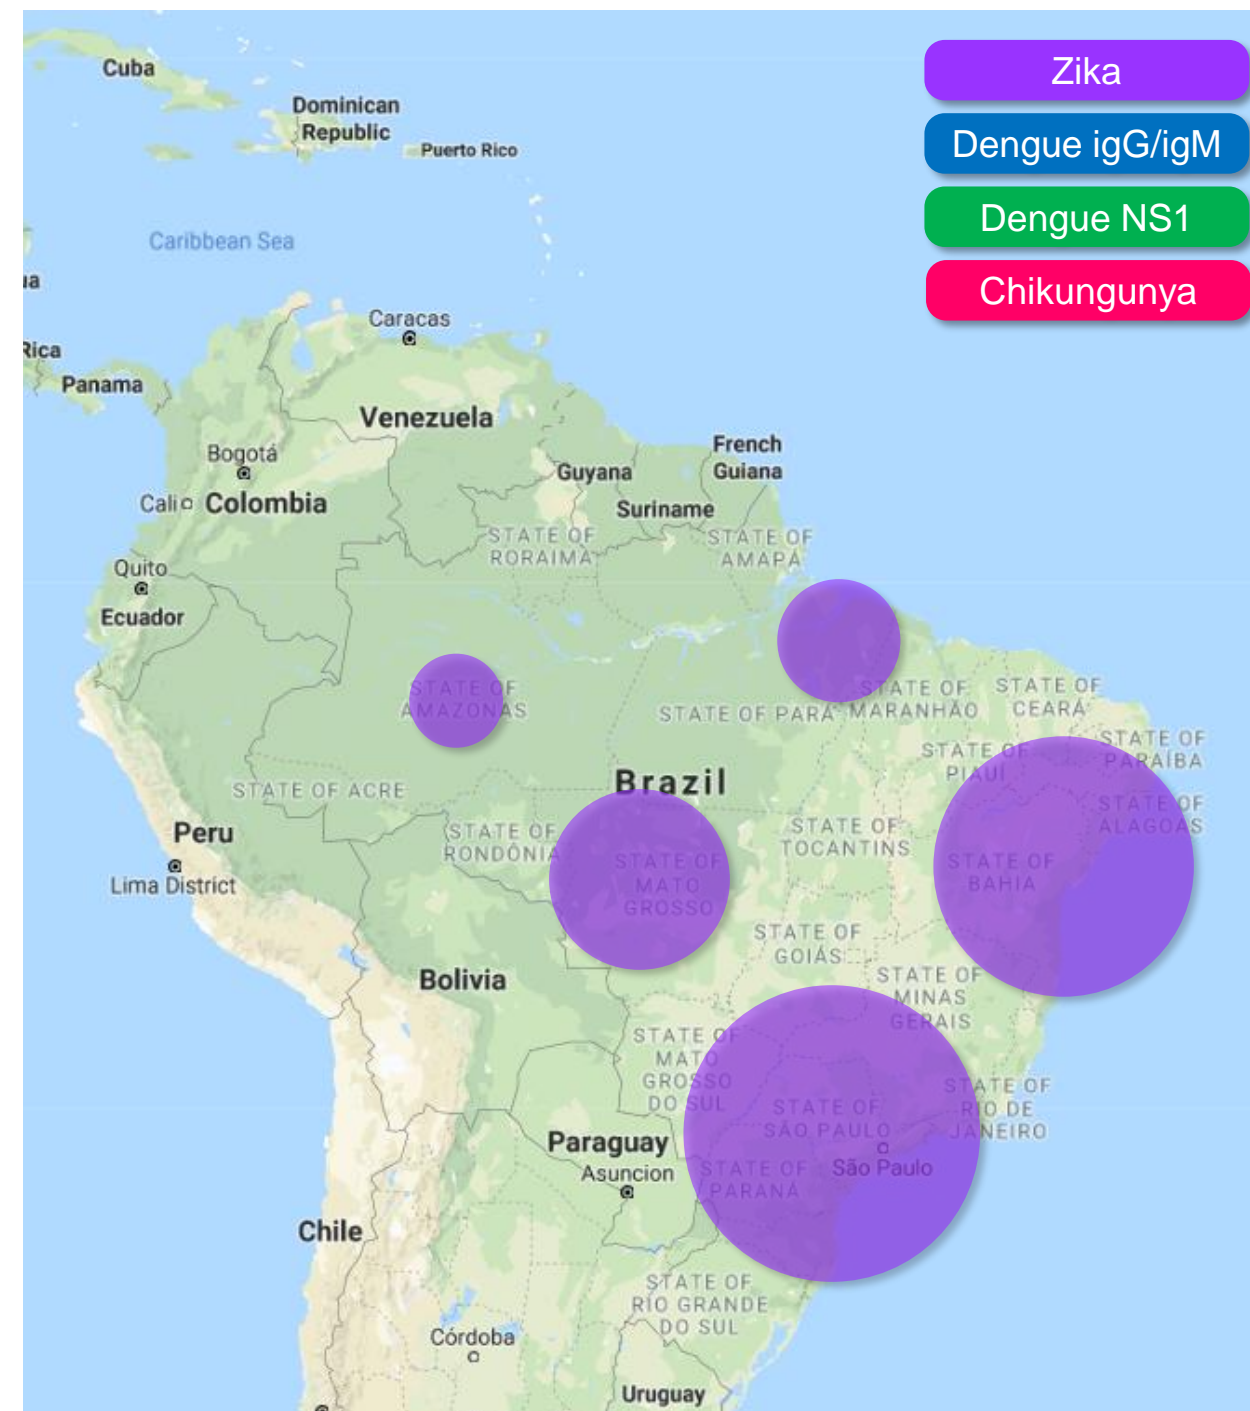 Cuba
Dominican
Republic
Puerto Rico
Zika
Dengue igG/igM
Dengue NS1
Chikungunya
Caribbean Sea
ua
Rica
Panama
Caracas
Venezuela
Bogotá
Cali
Colombia
Guyana
French
Guiana
Suriname
STATE OF
RORAIMA
STATE OF
AMAPÁ
Quito
Ecuador
STATE OF
AMAZONAS
STATE OF PARÁ
STATE OF
MARANHÃO
STATE OF
CEARÁ
STATE OF
PIAUÍ
STATE OF
PARAÍBA
STATE OF ACRE
Brazil
STATE OF
ALAGOAS
Peru
Lima District
STATE OF
RONDÔNIA
STATE OF
MATO
GROSSO
STATE OF
TOCANTINS
STATE OF
BAHIA
STATE OF
GOIÁS
Bolivia
STATE OF
MINAS
GERAIS
STATE OF
MATO
GROSSO
DO SUL
STATE OF
SÃO PAULO
São Paulo
STATE OF
RIO DE
JANEIRO
Paraguay
Asuncion
STATE OF
PARANÁ
Chile
STATE OF
RIO GRANDE
DO SUL
Córdoba
Uruguay